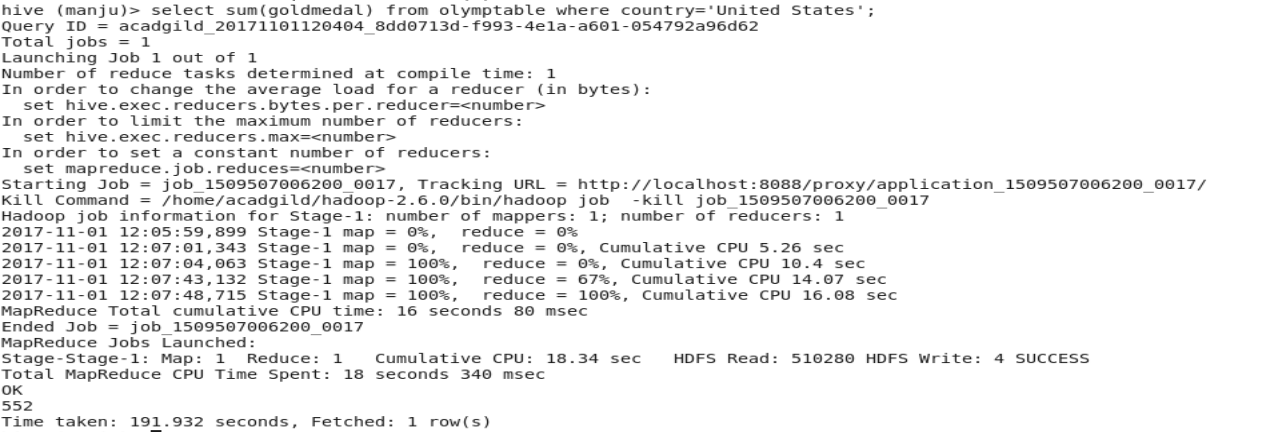 hive (manju)> select sum(goldmedal) from olymptable where country='United States';
Query ID = acadgild_20171101120404_8dd0713d-f993-4e1a-a601-054792a96d62
Total jobs = 1
Launching Job 1 out of 1
Number of reduce tasks determined at compile time: 1
In order to change the average load for a reducer (in bytes):
  set hive.exec.reducers.bytes.per.reducer=<number>
In order to limit the maximum number of reducers:
  set hive.exec.reducers.max=<number>
In order to set a constant number of reducers:
  set mapreduce.job.reduces=<number>
Starting Job = job_1509507006200_0017, Tracking URL = http://localhost:8088/proxy/application_1509507006200_0017/
Kill Command = /home/acadgild/hadoop-2.6.0/bin/hadoop job  -kill job_1509507006200_0017
Hadoop job information for Stage-1: number of mappers: 1; number of reducers: 1
2017-11-01 12:05:59,899 Stage-1 map = 0%,  reduce = 0%
2017-11-01 12:07:01,343 Stage-1 map = 0%,  reduce = 0%, Cumulative CPU 5.26 sec
2017-11-01 12:07:04,063 Stage-1 map = 100%,  reduce = 0%, Cumulative CPU 10.4 sec
2017-11-01 12:07:43,132 Stage-1 map = 100%,  reduce = 67%, Cumulative CPU 14.07 sec
2017-11-01 12:07:48,715 Stage-1 map = 100%,  reduce = 100%, Cumulative CPU 16.08 sec
MapReduce Total cumulative CPU time: 16 seconds 80 msec
Ended Job = job_1509507006200_0017
MapReduce Jobs Launched:
Stage-Stage-1: Map: 1  Reduce: 1   Cumulative CPU: 18.34 sec   HDFS Read: 510280 HDFS Write: 4 SUCCESS
Total MapReduce CPU Time Spent: 18 seconds 340 msec
OK
552
Time taken: 191.932 seconds, Fetched: 1 row(s)